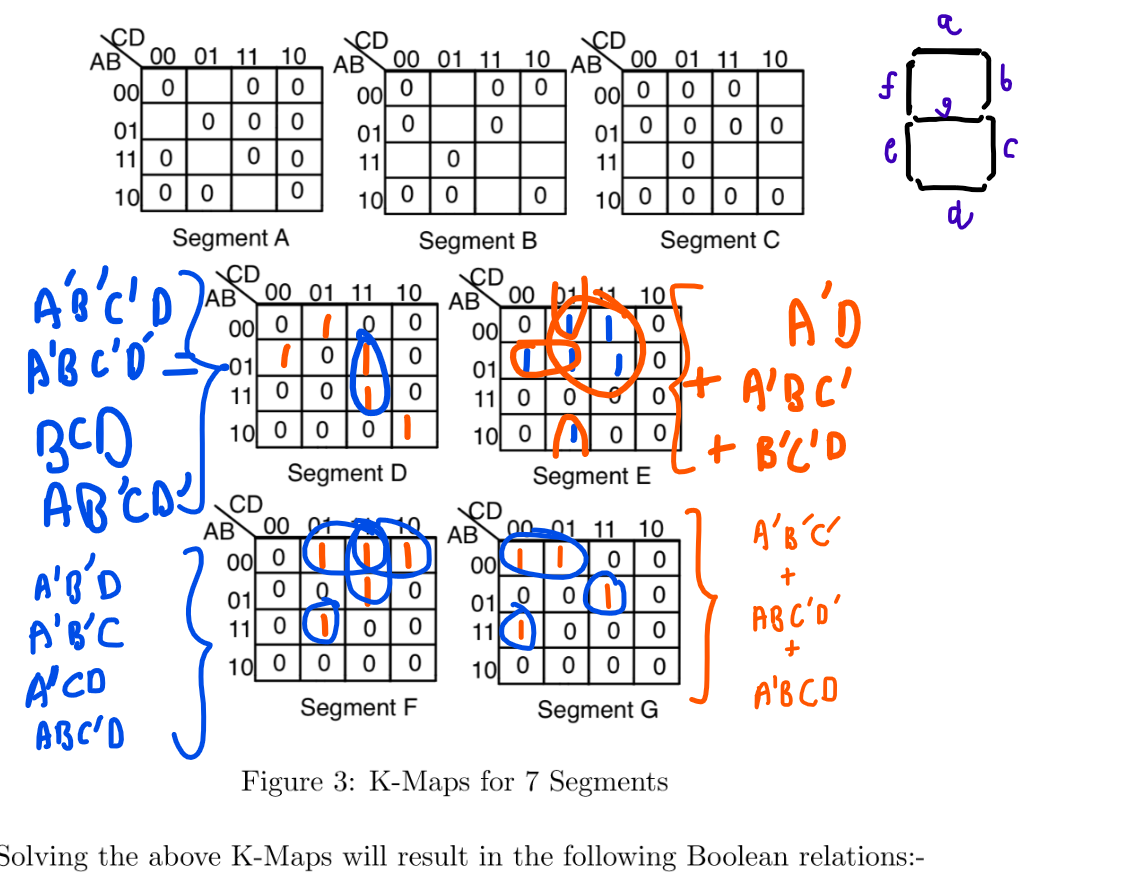 CD CD CD
AB 00 01 11 10 AB 00 01 11 10 AB 00 01 11 10
00 0 0 0 00 0 0 0 00 0 0 0
01 0 0 0 01 0 0 01 0 0 0 0
11 0 0 0 11 0 11 0
10 0 0 0 10 0 0 0 10 0 0 0 0
Segment A Segment B Segment C
a
f b
g
e c
d
A'B'C'D
A'BC'D'
BCD
AB'CD'
CD
AB 00 01 11 10
00 0 1 0 0
01 1 0 1 0
11 0 0 1 0
10 0 0 0 1
Segment D
CD
AB 00 01 11 10
00 0 1 1 0
01 1 1 1 0
11 0 0 0 0
10 0 1 0 0
Segment E
A'D
+ A'BC'
+ B'C'D
A'B'D
A'B'C
A'CD
ABC'D
CD
AB 00 01 11 10
00 0 1 1 1
01 0 0 1 0
11 0 1 0 0
10 0 0 0 0
Segment F
CD
AB 00 01 11 10
00 1 1 0 0
01 0 0 1 0
11 1 0 0 0
10 0 0 0 0
Segment G
A'B'C'
+
ABC'D'
+
A'BCD
Figure 3: K-Maps for 7 Segments
Solving the above K-Maps will result in the following Boolean relations:-